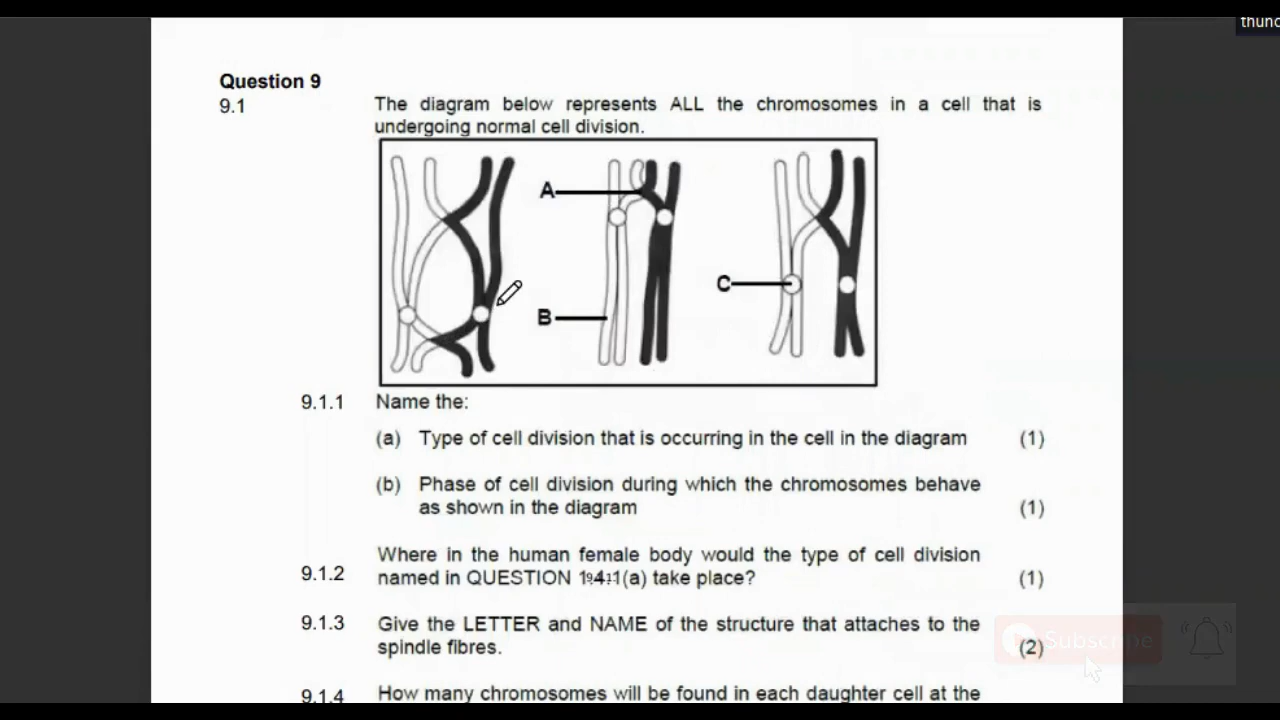 thunc
Question 9
9.1 The diagram below represents ALL the chromosomes in a cell that is
undergoing normal cell division.
A
B
C
9.1.1 Name the:
(a) Type of cell division that is occurring in the cell in the diagram (1)
(b) Phase of cell division during which the chromosomes behave
as shown in the diagram (1)
9.1.2 Where in the human female body would the type of cell division
named in QUESTION (a) take place? (1)
9.1.3 Give the LETTER and NAME of the structure that attaches to the
spindle fibres. (2)
Subscribe
9.1.4 How many chromosomes will be found in each daughter cell at the